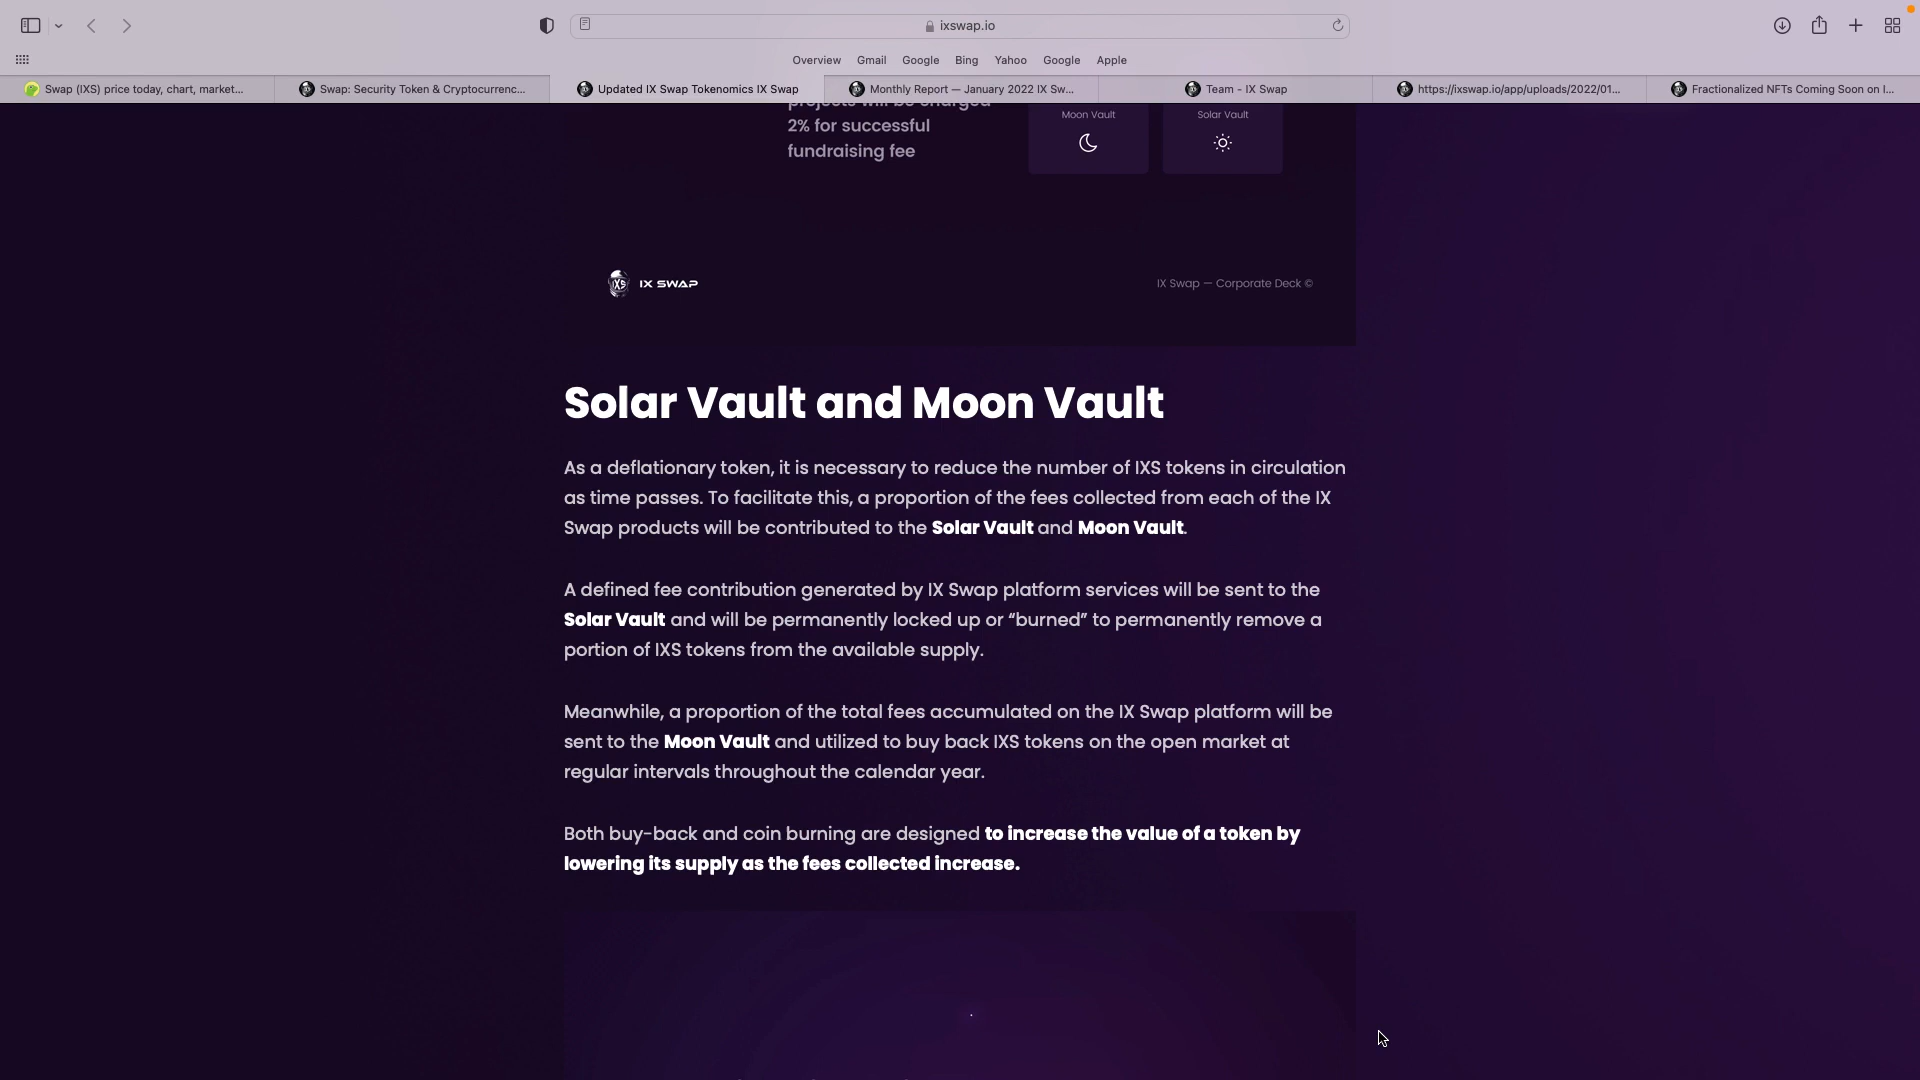 ixswap.io
Overview Gmail Google Bing Yahoo Google Apple
Swap (IXS) price today, chart, market...
Swap: Security Token & Cryptocurrenc...
Updated IX Swap Tokenomics IX Swap
Monthly Report — January 2022 IX Sw...
Team - IX Swap
https://ixswap.io/app/uploads/2022/01...
Fractionalized NFTs Coming Soon on I...
projects will be charged
2% for successful
fundraising fee
Moon Vault
Solar Vault
IXS
IX SWAP
IX Swap — Corporate Deck ©
Solar Vault and Moon Vault
As a deflationary token, it is necessary to reduce the number of IXS tokens in circulation
as time passes. To facilitate this, a proportion of the fees collected from each of the IX
Swap products will be contributed to the Solar Vault and Moon Vault.
A defined fee contribution generated by IX Swap platform services will be sent to the
Solar Vault and will be permanently locked up or “burned” to permanently remove a
portion of IXS tokens from the available supply.
Meanwhile, a proportion of the total fees accumulated on the IX Swap platform will be
sent to the Moon Vault and utilized to buy back IXS tokens on the open market at
regular intervals throughout the calendar year.
Both buy-back and coin burning are designed to increase the value of a token by
lowering its supply as the fees collected increase.